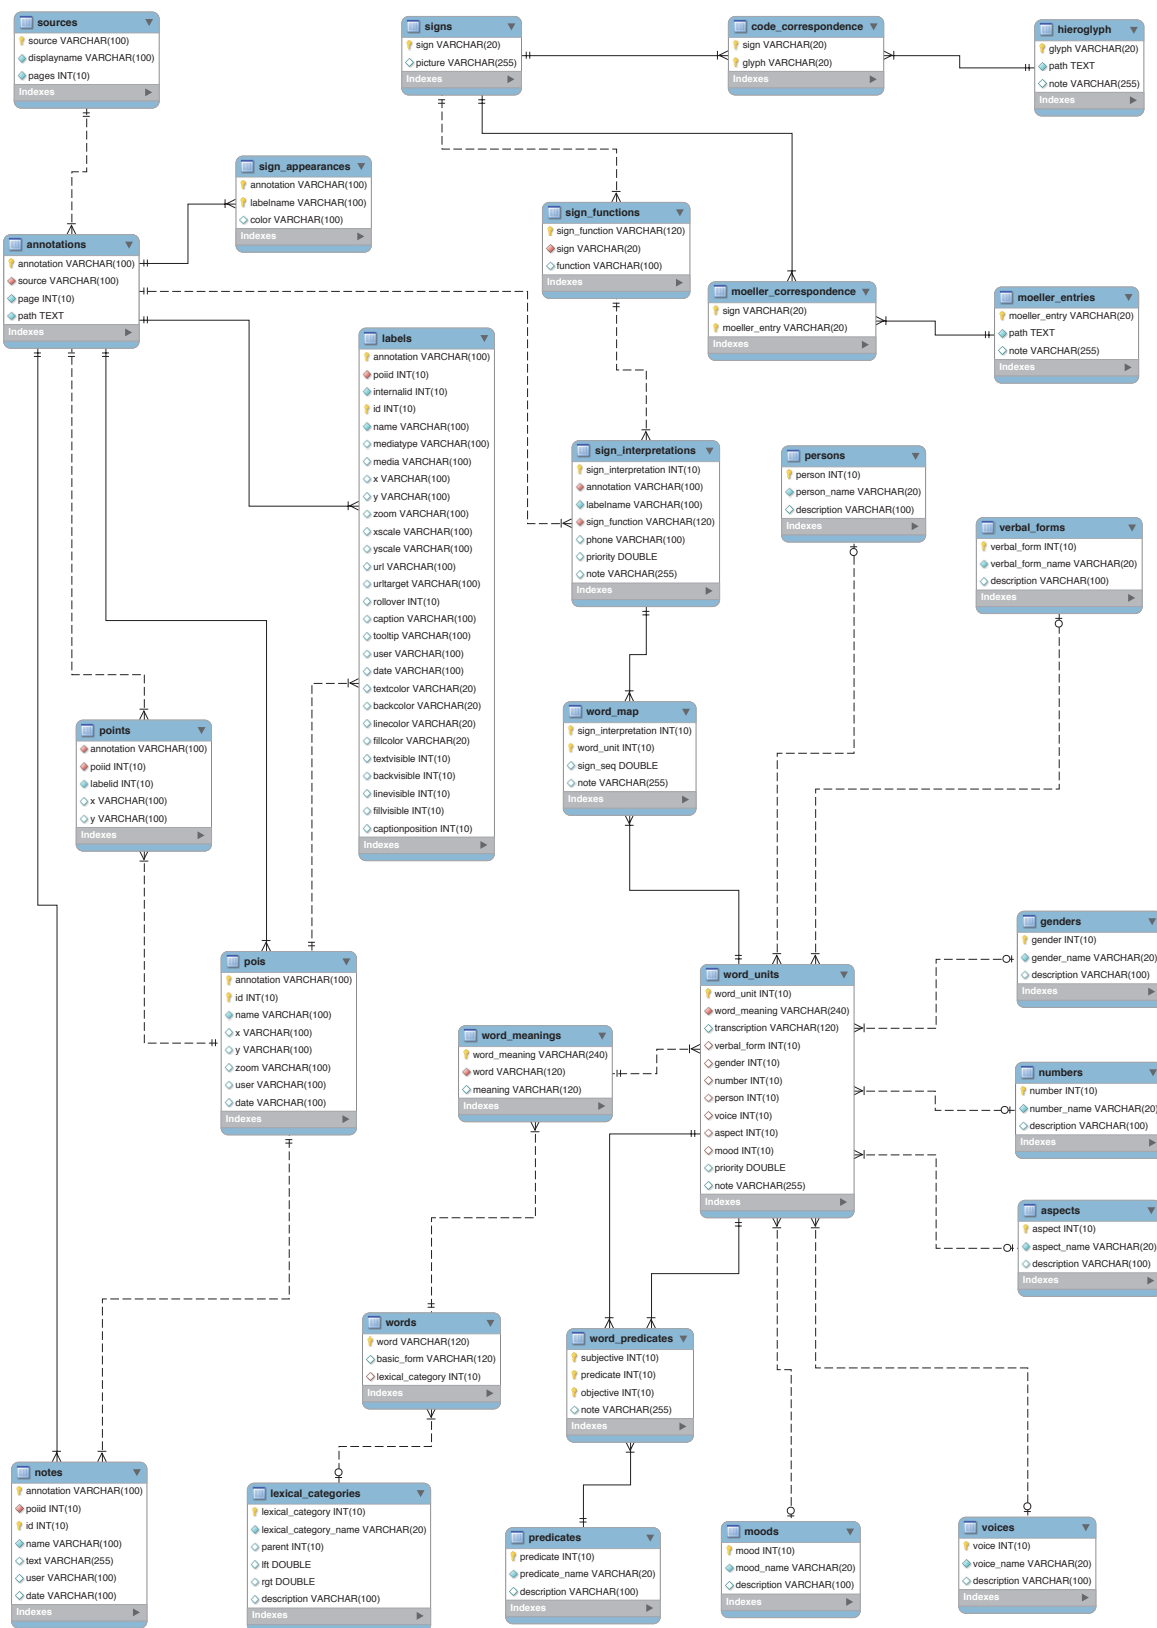 sources
source VARCHAR(100)
displayname VARCHAR(100)
pages INT(10)
Indexes
signs
sign VARCHAR(20)
picture VARCHAR(255)
Indexes
code_correspondence
sign VARCHAR(20)
glyph VARCHAR(20)
Indexes
hieroglyph
glyph VARCHAR(20)
path TEXT
note VARCHAR(255)
Indexes
sign_appearances
annotation VARCHAR(100)
labelname VARCHAR(100)
color VARCHAR(100)
Indexes
sign_functions
sign_function VARCHAR(120)
sign VARCHAR(20)
function VARCHAR(100)
Indexes
annotations
annotation VARCHAR(100)
source VARCHAR(100)
page INT(10)
path TEXT
Indexes
moeller_correspondence
sign VARCHAR(20)
moeller_entry VARCHAR(20)
Indexes
moeller_entries
moeller_entry VARCHAR(20)
path TEXT
note VARCHAR(255)
Indexes
labels
annotation VARCHAR(100)
poiid INT(10)
internalid INT(10)
id INT(10)
name VARCHAR(100)
mediatype VARCHAR(100)
media VARCHAR(100)
x VARCHAR(100)
y VARCHAR(100)
zoom VARCHAR(100)
xscale VARCHAR(100)
yscale VARCHAR(100)
url VARCHAR(100)
urltarget VARCHAR(100)
rollover INT(10)
caption VARCHAR(100)
tooltip VARCHAR(100)
user VARCHAR(100)
date VARCHAR(100)
textcolor VARCHAR(20)
backcolor VARCHAR(20)
linecolor VARCHAR(20)
fillcolor VARCHAR(20)
textvisible INT(10)
backvisible INT(10)
linevisible INT(10)
fillvisible INT(10)
captionposition INT(10)
Indexes
sign_interpretations
sign_interpretation INT(10)
annotation VARCHAR(100)
labelname VARCHAR(100)
sign_function VARCHAR(120)
phone VARCHAR(100)
priority DOUBLE
note VARCHAR(255)
Indexes
persons
person INT(10)
person_name VARCHAR(20)
description VARCHAR(100)
Indexes
verbal_forms
verbal_form INT(10)
verbal_form_name VARCHAR(20)
description VARCHAR(100)
Indexes
points
annotation VARCHAR(100)
poiid INT(10)
labelid INT(10)
x VARCHAR(100)
y VARCHAR(100)
Indexes
word_map
sign_interpretation INT(10)
word_unit INT(10)
sign_seq DOUBLE
note VARCHAR(255)
Indexes
genders
gender INT(10)
gender_name VARCHAR(20)
description VARCHAR(100)
Indexes
pois
annotation VARCHAR(100)
id INT(10)
name VARCHAR(100)
x VARCHAR(100)
y VARCHAR(100)
zoom VARCHAR(100)
user VARCHAR(100)
date VARCHAR(100)
Indexes
word_units
word_unit INT(10)
word_meaning VARCHAR(240)
transcription VARCHAR(120)
verbal_form INT(10)
gender INT(10)
number INT(10)
person INT(10)
voice INT(10)
aspect INT(10)
mood INT(10)
priority DOUBLE
note VARCHAR(255)
Indexes
word_meanings
word_meaning VARCHAR(240)
word VARCHAR(120)
meaning VARCHAR(120)
Indexes
numbers
number INT(10)
number_name VARCHAR(20)
description VARCHAR(100)
Indexes
aspects
aspect INT(10)
aspect_name VARCHAR(20)
description VARCHAR(100)
Indexes
words
word VARCHAR(120)
basic_form VARCHAR(120)
lexical_category INT(10)
Indexes
word_predicates
subjective INT(10)
predicate INT(10)
objective INT(10)
note VARCHAR(255)
Indexes
notes
annotation VARCHAR(100)
poiid INT(10)
id INT(10)
name VARCHAR(100)
text VARCHAR(255)
user VARCHAR(100)
date VARCHAR(100)
Indexes
lexical_categories
lexical_category INT(10)
lexical_category_name VARCHAR(20)
parent INT(10)
lft DOUBLE
rgt DOUBLE
description VARCHAR(100)
Indexes
predicates
predicate INT(10)
predicate_name VARCHAR(20)
description VARCHAR(100)
Indexes
moods
mood INT(10)
mood_name VARCHAR(20)
description VARCHAR(100)
Indexes
voices
voice INT(10)
voice_name VARCHAR(20)
description VARCHAR(100)
Indexes